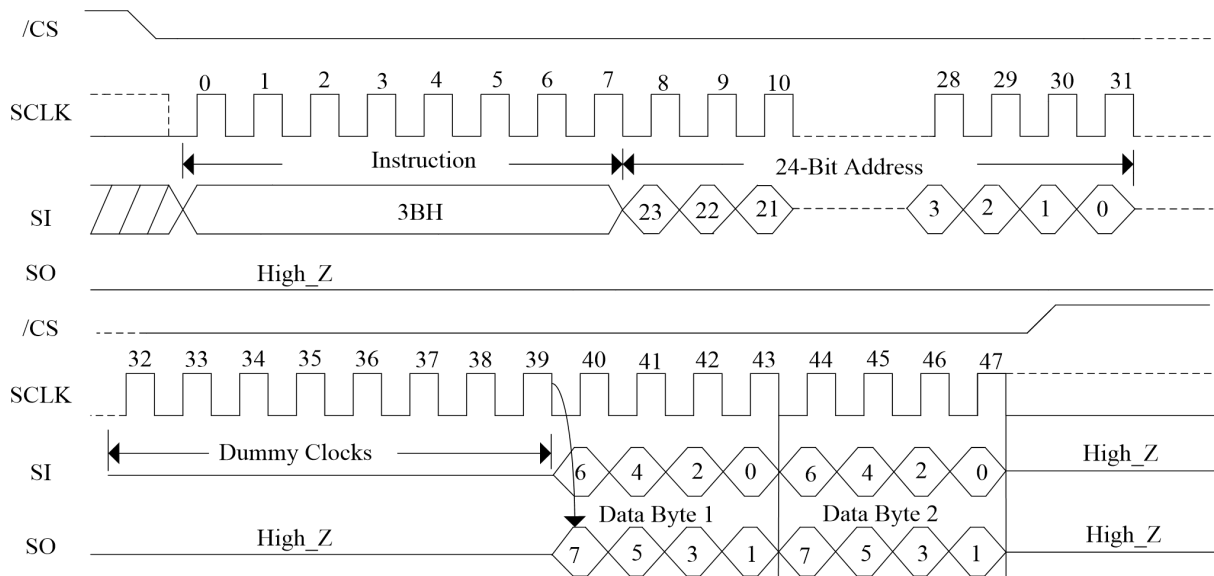 /CS
0 1 2 3 4 5 6 7 8 9 10 28 29 30 31
SCLK
Instruction 24-Bit Address
SI 3BH 23 22 21 3 2 1 0
SO High_Z
/CS
32 33 34 35 36 37 38 39 40 41 42 43 44 45 46 47
SCLK
Dummy Clocks
SI 6 4 2 0 6 4 2 0 High_Z
Data Byte 1 Data Byte 2
SO High_Z 7 5 3 1 7 5 3 1 High_Z